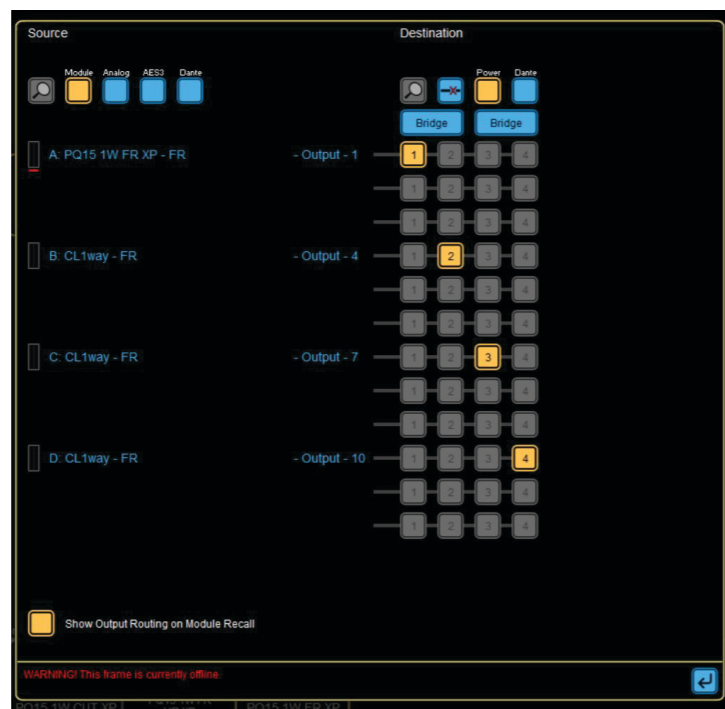 Source Destination
Module Analog AES3 Dante Power Dante
Bridge Bridge
A: PQ15 1W FR XP - FR - Output - 1 1 2 3 4
1 2 3 4
1 2 3 4
B: CL1way - FR - Output - 4 1 2 3 4
1 2 3 4
1 2 3 4
C: CL1way - FR - Output - 7 1 2 3 4
1 2 3 4
1 2 3 4
D: CL1way - FR - Output - 10 1 2 3 4
1 2 3 4
1 2 3 4
Show Output Routing on Module Recall
WARNING! This frame is currently offline
PQ15 1W CUT XP PQ15 1W FR XP